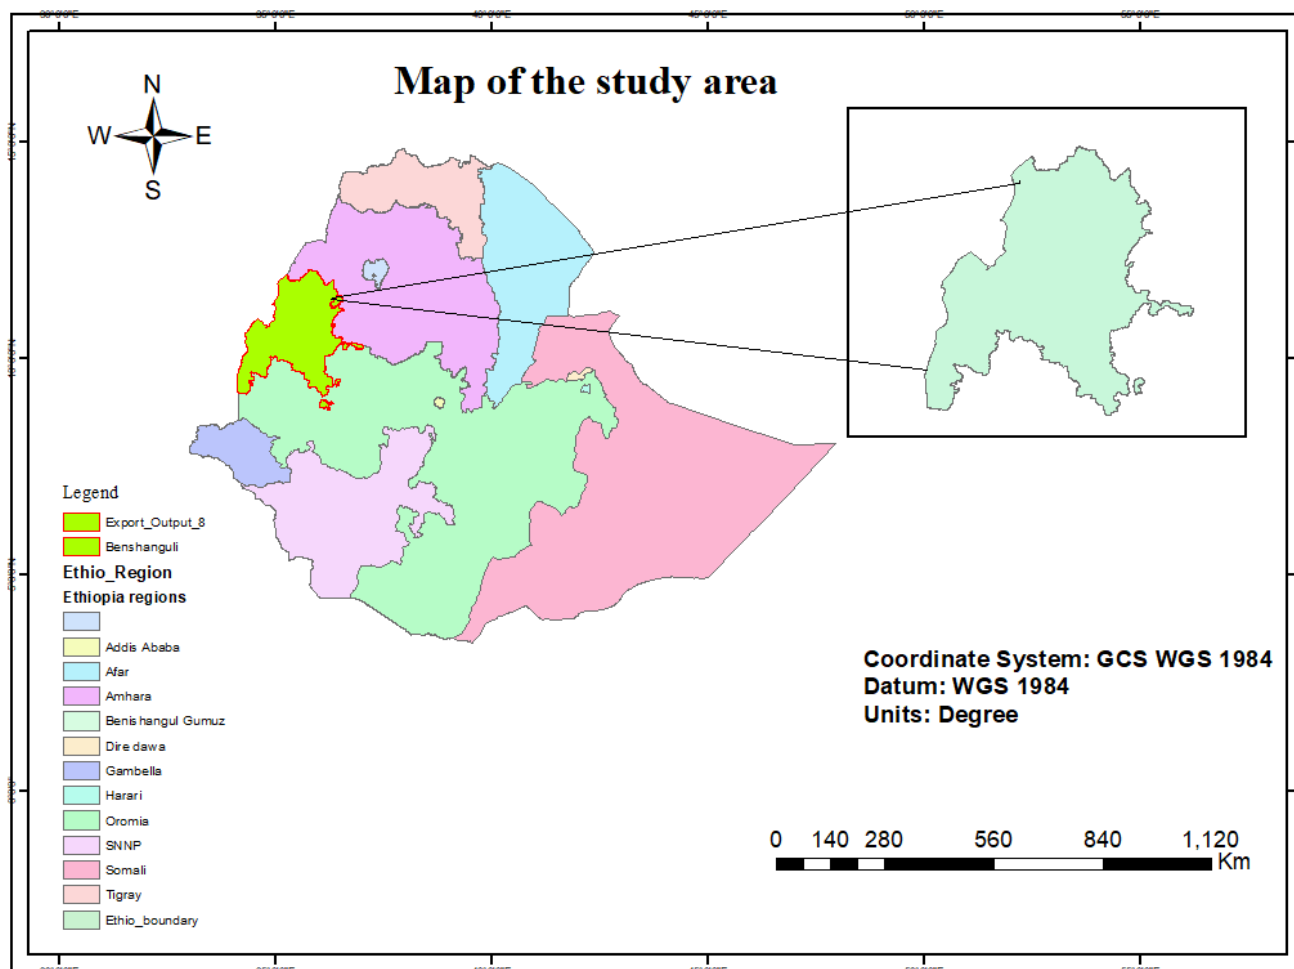 Map of the study area
N
W E
S
Legend
Export_Output_8
Benshanguli
Ethio_Region
Ethiopia regions
Addis Ababa
Afar
Amhara
Benishangul Gumuz
Dire dawa
Gambella
Harari
Oromia
SNNP
Somali
Tigray
Ethio_boundary
Coordinate System: GCS WGS 1984
Datum: WGS 1984
Units: Degree
0 140 280 560 840 1,120
Km